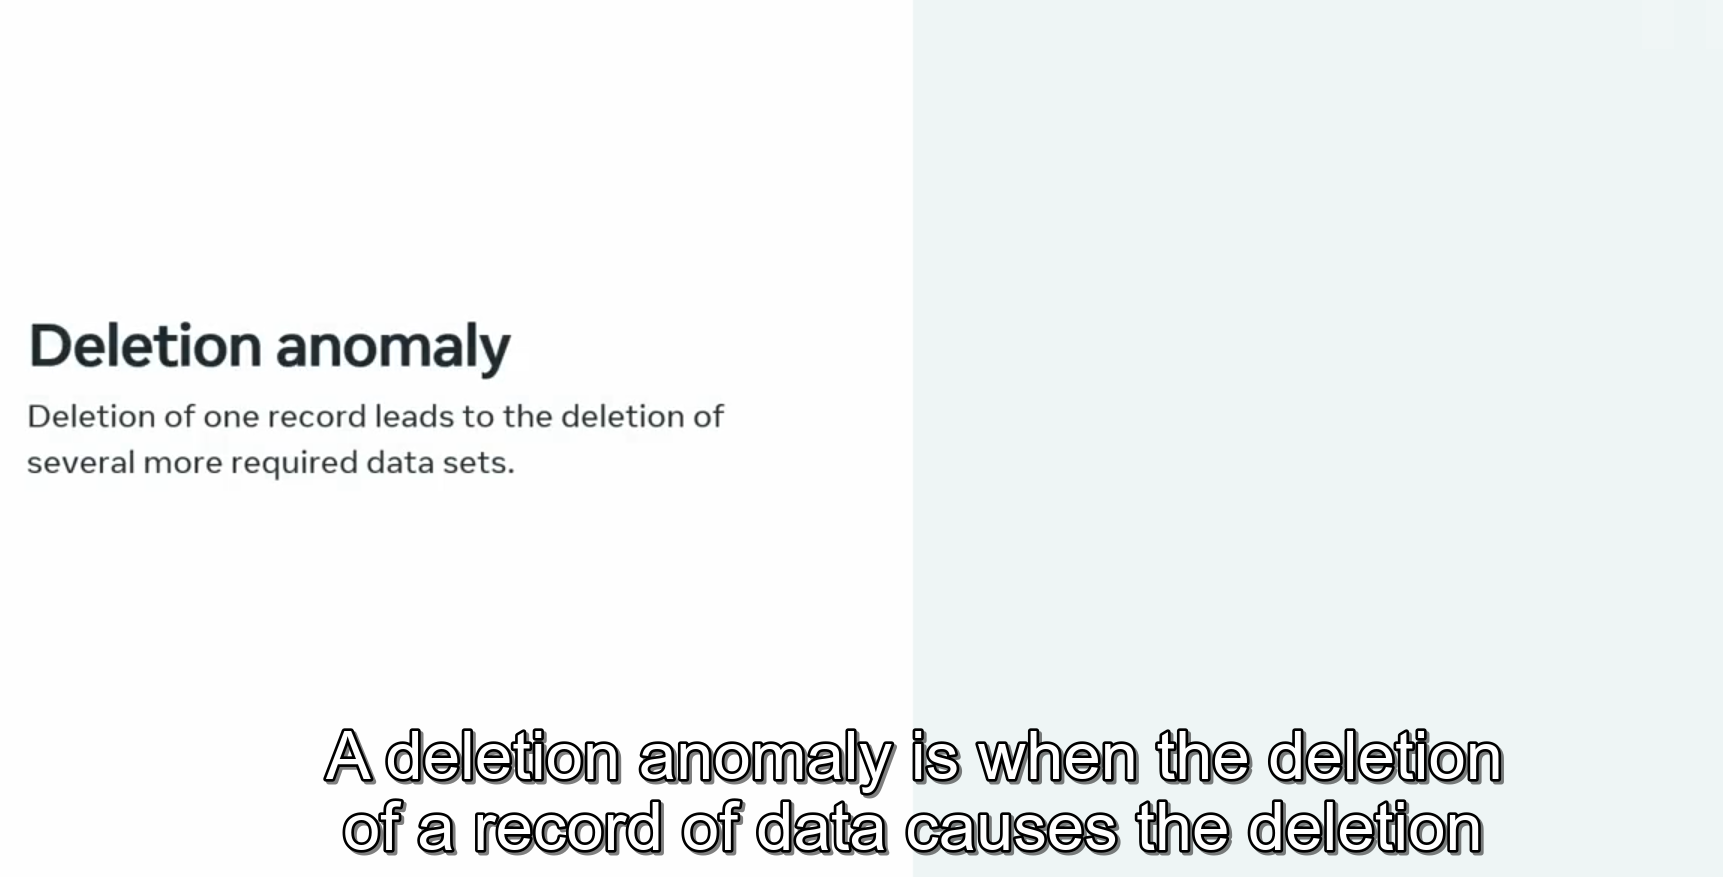 Deletion anomaly
Deletion of one record leads to the deletion of
several more required data sets.
A deletion anomaly is when the deletion
of a record of data causes the deletion